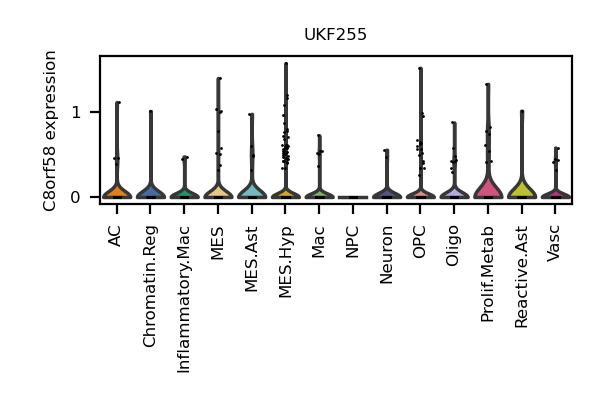 UKF255
C8orf58 expression
1
0
AC
Chromatin.Reg
Inflammatory.Mac
MES
MES.Ast
MES.Hyp
Mac
NPC
Neuron
OPC
Oligo
Prolif.Metab
Reactive.Ast
Vasc